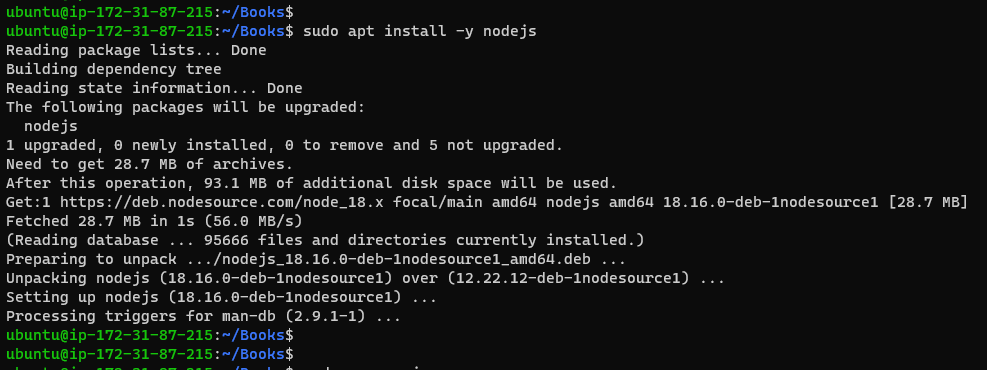 ubuntu@ip-172-31-87-215:~/Books$
ubuntu@ip-172-31-87-215:~/Books$ sudo apt install -y nodejs
Reading package lists... Done
Building dependency tree
Reading state information... Done
The following packages will be upgraded:
  nodejs
1 upgraded, 0 newly installed, 0 to remove and 5 not upgraded.
Need to get 28.7 MB of archives.
After this operation, 93.1 MB of additional disk space will be used.
Get:1 https://deb.nodesource.com/node_18.x focal/main amd64 nodejs amd64 18.16.0-deb-1nodesource1 [28.7 MB]
Fetched 28.7 MB in 1s (56.0 MB/s)
(Reading database ... 95666 files and directories currently installed.)
Preparing to unpack .../nodejs_18.16.0-deb-1nodesource1_amd64.deb ...
Unpacking nodejs (18.16.0-deb-1nodesource1) over (12.22.12-deb-1nodesource1) ...
Setting up nodejs (18.16.0-deb-1nodesource1) ...
Processing triggers for man-db (2.9.1-1) ...
ubuntu@ip-172-31-87-215:~/Books$
ubuntu@ip-172-31-87-215:~/Books$
ubuntu@ip-172-31-87-215:~/Books$